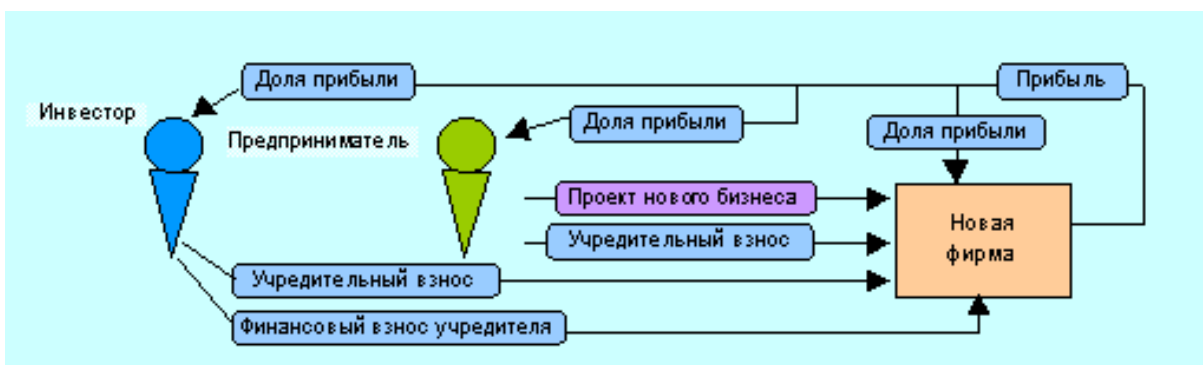 Доля прибыли
Прибыль
Инвестор
Предприниматель
Доля прибыли
Доля прибыли
Проект нового бизнеса
Учредительный взнос
Новая
фирма
Учредительный взнос
Финансовый взнос учредителя